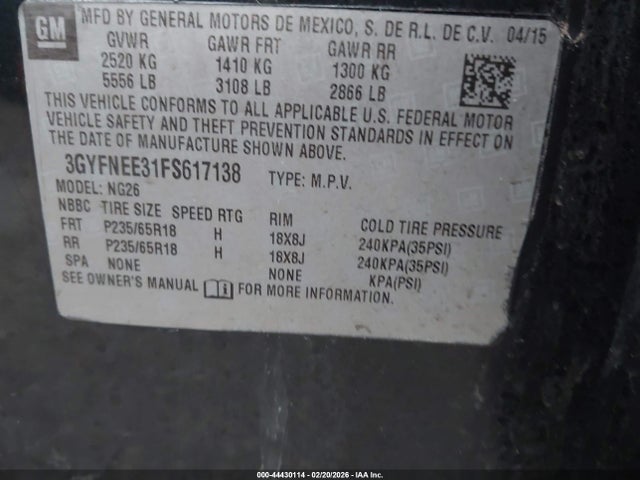 GM
MFD BY GENERAL MOTORS DE MEXICO, S. DE R.L. DE C.V. 04/15
GVWR GAWR FRT GAWR RR
2520 KG 1410 KG 1300 KG
5556 LB 3108 LB 2866 LB
THIS VEHICLE CONFORMS TO ALL APPLICABLE U.S. FEDERAL MOTOR
VEHICLE SAFETY AND THEFT PREVENTION STANDARDS IN EFFECT ON
THE DATE OF MANUFACTURE SHOWN ABOVE.
3GYFNEE31FS617138 TYPE: M.P.V.
MODEL: NG26
NBBC TIRE SIZE SPEED RTG RIM COLD TIRE PRESSURE
FRT P235/65R18 H 18X8J 240KPA(35PSI)
RR P235/65R18 H 18X8J 240KPA(35PSI)
SPA NONE NONE KPA(PSI)
SEE OWNER'S MANUAL FOR MORE INFORMATION.
000-44430114 - 02/20/2026 - IAA Inc.